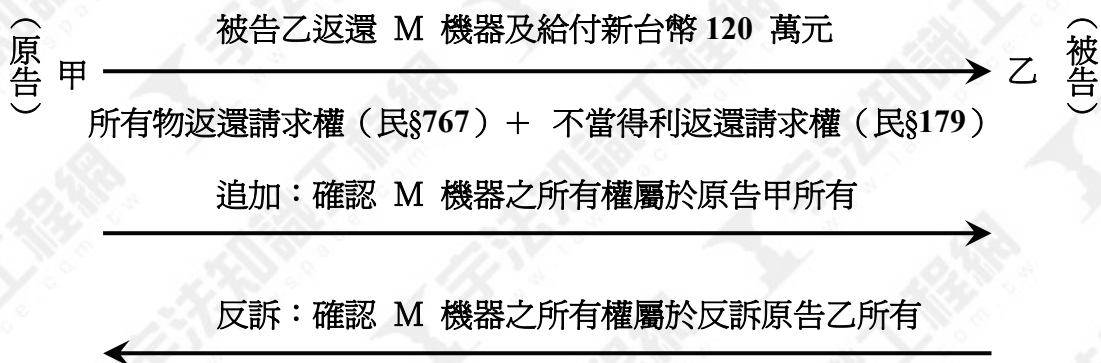 被告乙返還 M 機器及給付新台幣 120 萬元
（原告）甲
乙（被告）
所有物返還請求權（民§767）＋ 不當得利返還請求權（民§179）
追加：確認 M 機器之所有權屬於原告甲所有
反訴：確認 M 機器之所有權屬於反訴原告乙所有